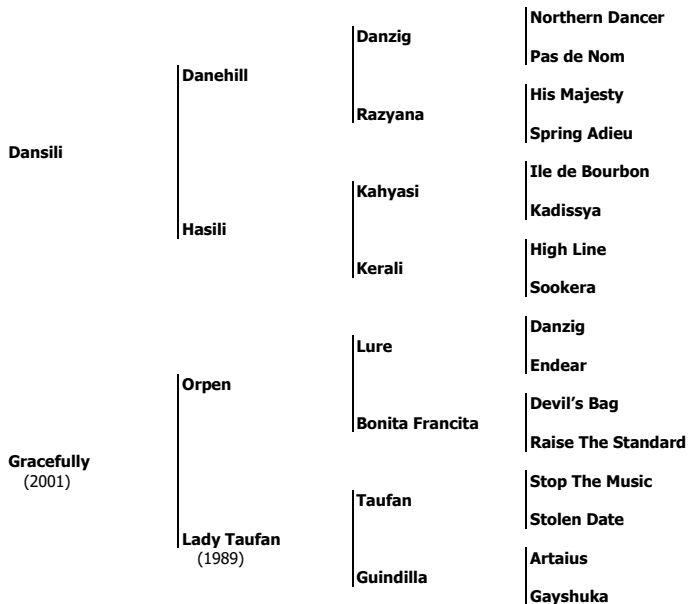 Northern Dancer
Danzig
Pas de Nom
Danehill
His Majesty
Razyana
Spring Adieu
Dansili
Ile de Bourbon
Kahyasi
Kadissya
Hasili
High Line
Kerali
Sookera
Danzig
Lure
Endear
Orpen
Devil's Bag
Bonita Francita
Raise The Standard
Gracefully
(2001)
Stop The Music
Taufan
Stolen Date
Lady Taufan
(1989)
Artaius
Guindilla
Gayshuka